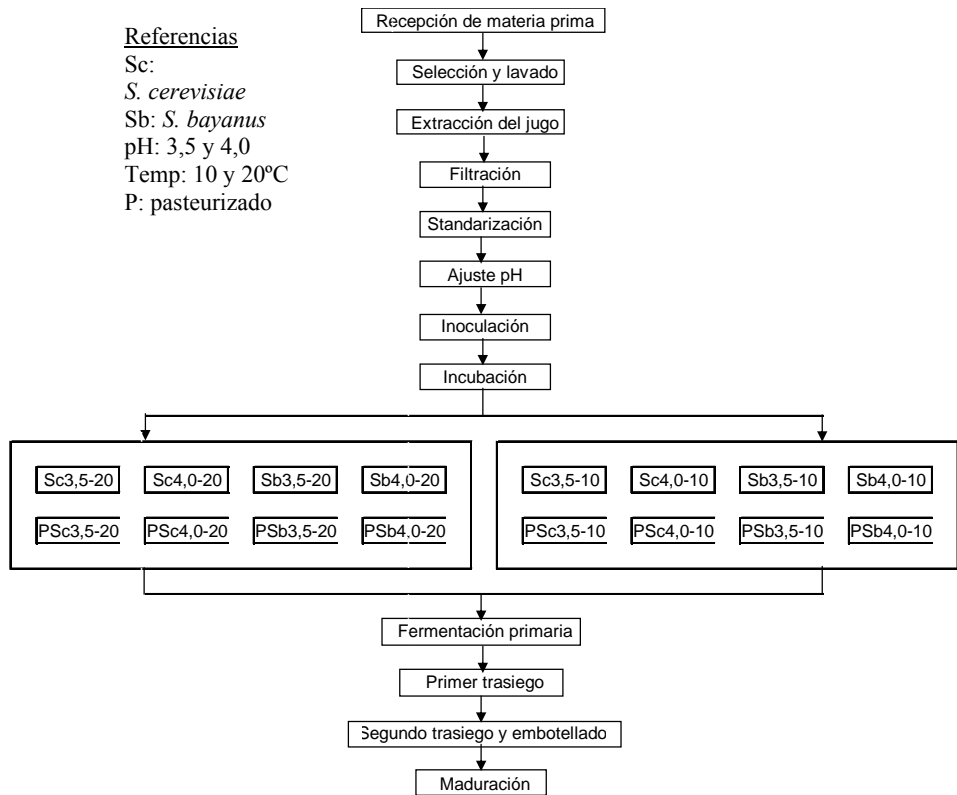 Referencias
Sc:
S. cerevisiae
Sb: S. bayanus
pH: 3,5 y 4,0
Temp: 10 y 20ºC
P: pasteurizado
Recepción de materia prima
Selección y lavado
Extracción del jugo
Filtración
Standarización
Ajuste pH
Inoculación
Incubación
Sc3,5-20 Sc4,0-20 Sb3,5-20 Sb4,0-20
PSc3,5-20 PSc4,0-20 PSb3,5-20 PSb4,0-20
Sc3,5-10 Sc4,0-10 Sb3,5-10 Sb4,0-10
PSc3,5-10 PSc4,0-10 PSb3,5-10 PSb4,0-10
Fermentación primaria
Primer trasiego
Segundo trasiego y embotellado
Maduración